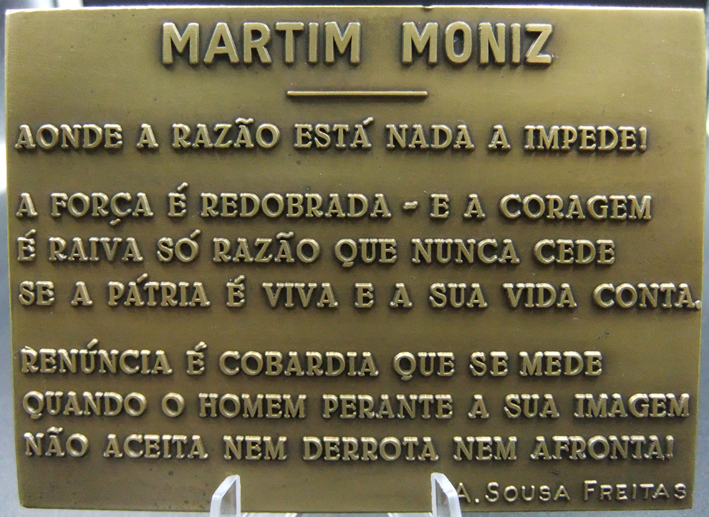 MARTIM MONIZ
AONDE A RAZÃO ESTÁ NADA A IMPEDE!
A FORÇA É REDOBRADA - E A CORAGEM
É RAIVA SÓ RAZÃO QUE NUNCA CEDE
SE A PÁTRIA É VIVA E A SUA VIDA CONTA.
RENÚNCIA É COBARDIA QUE SE MEDE
QUANDO O HOMEM PERANTE A SUA IMAGEM
NÃO ACEITA NEM DERROTA NEM AFRONTA!
A. SOUSA FREITAS